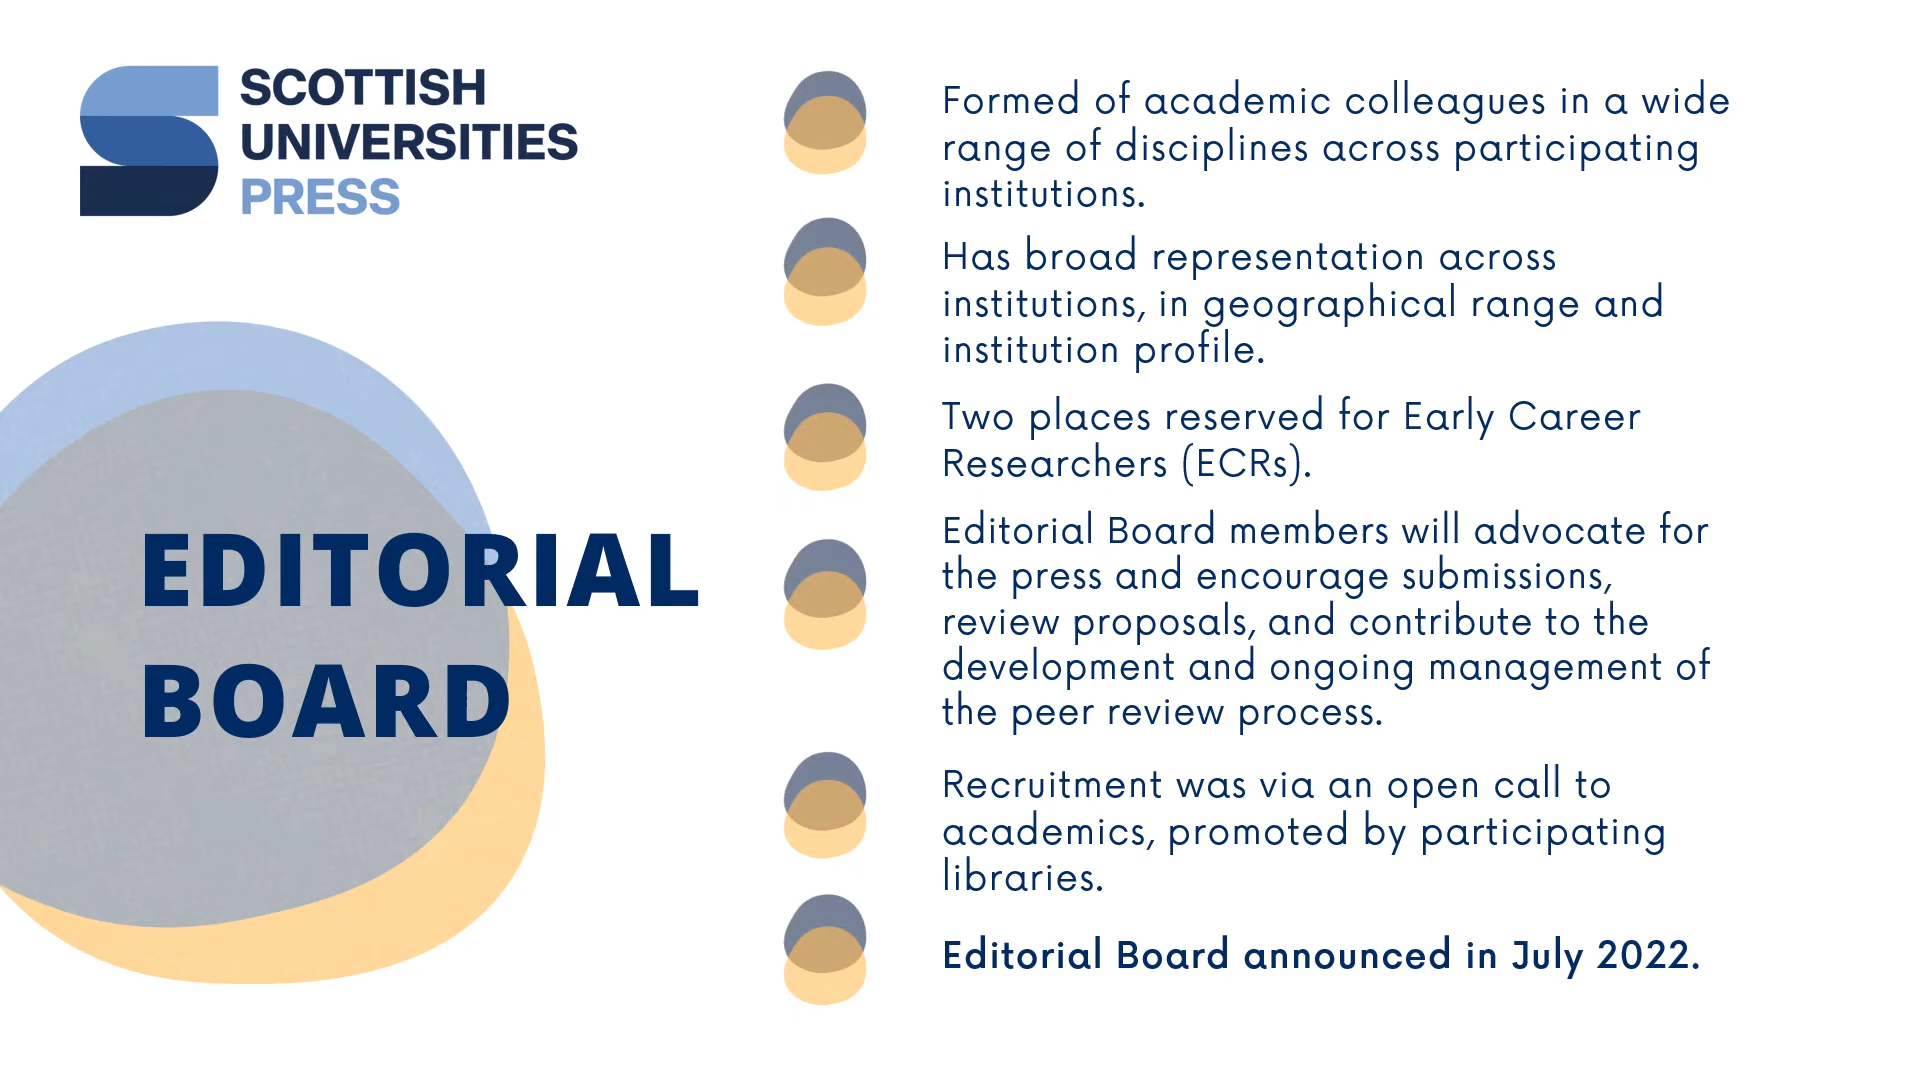 SCOTTISH
UNIVERSITIES
PRESS
EDITORIAL
BOARD
Formed of academic colleagues in a wide
range of disciplines across participating
institutions.
Has broad representation across
institutions, in geographical range and
institution profile.
Two places reserved for Early Career
Researchers (ECRs).
Editorial Board members will advocate for
the press and encourage submissions,
review proposals, and contribute to the
development and ongoing management of
the peer review process.
Recruitment was via an open call to
academics, promoted by participating
libraries.
Editorial Board announced in July 2022.